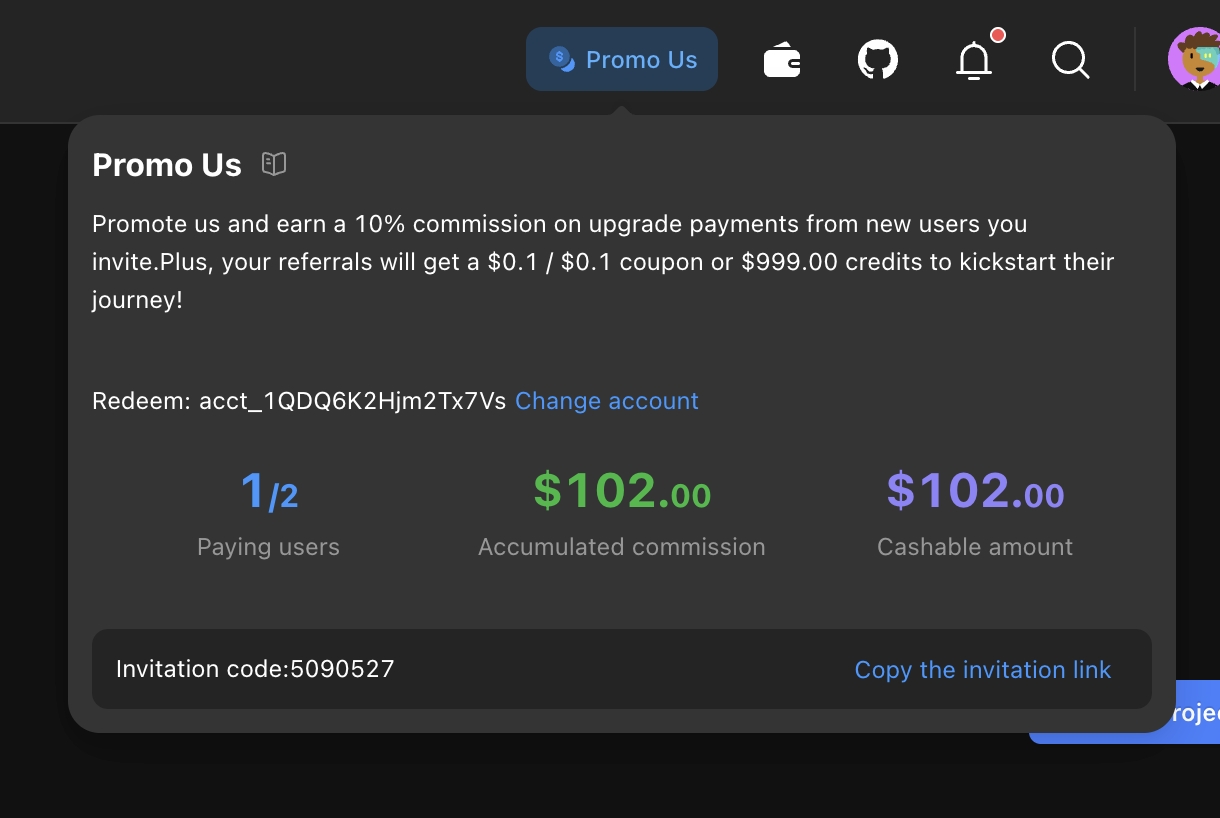 Promo Us
Promo Us
Promote us and earn a 10% commission on upgrade payments from new users you
invite.Plus, your referrals will get a $0.1 / $0.1 coupon or $999.00 credits to kickstart their
journey!
Redeem: acct_1QDQ6K2Hjm2Tx7Vs Change account
1/2 $102.00 $102.00
Paying users Accumulated commission Cashable amount
Invitation code:5090527 Copy the invitation link